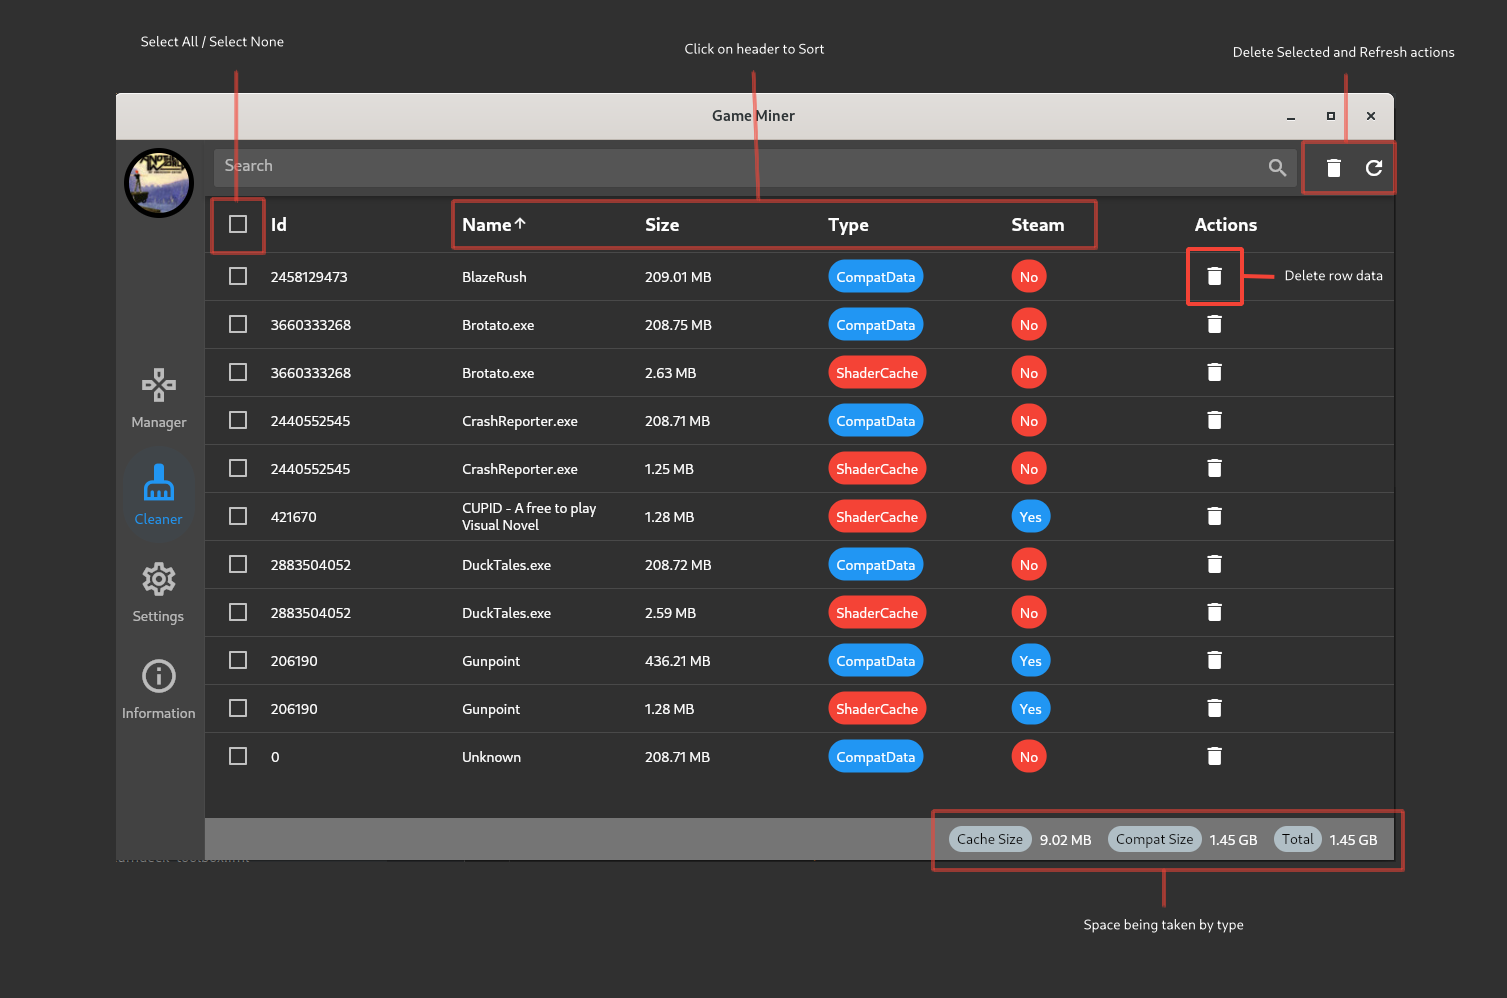 Select All / Select None
Click on header to Sort
Delete Selected and Refresh actions
Game Miner
Search
Id Name Size Type Steam Actions
2458129473 BlazeRush 209.01 MB CompatData No
Delete row data
3660333268 Brotato.exe 208.75 MB CompatData No
3660333268 Brotato.exe 2.63 MB ShaderCache No
2440552545 CrashReporter.exe 208.71 MB CompatData No
2440552545 CrashReporter.exe 1.25 MB ShaderCache No
421670 CUPID - A free to play
Visual Novel 1.28 MB ShaderCache Yes
2883504052 DuckTales.exe 208.72 MB CompatData No
2883504052 DuckTales.exe 2.59 MB ShaderCache No
206190 Gunpoint 436.21 MB CompatData Yes
206190 Gunpoint 1.28 MB ShaderCache Yes
0 Unknown 208.71 MB CompatData No
Manager
Cleaner
Settings
Information
Cache Size 9.02 MB Compat Size 1.45 GB Total 1.45 GB
Space being taken by type